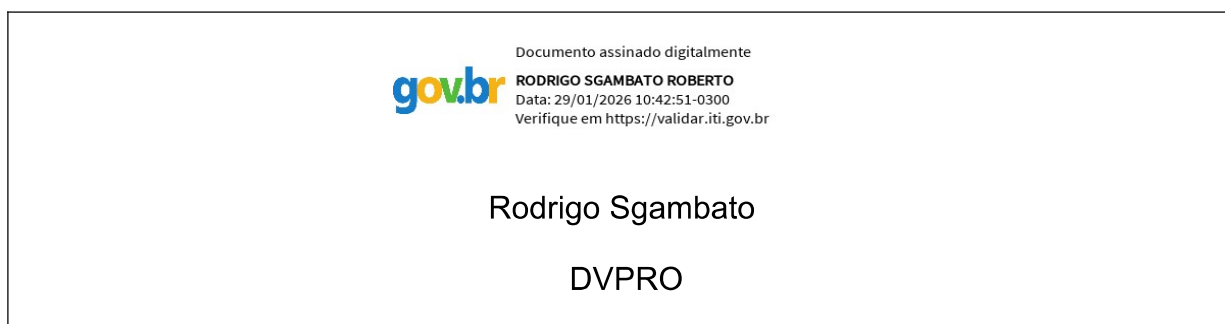 Documento assinado digitalmente
gov.br
RODRIGO SGAMBATO ROBERTO
Data: 29/01/2026 10:42:51-0300
Verifique em https://validar.iti.gov.br
Rodrigo Sgambato
DVPRO